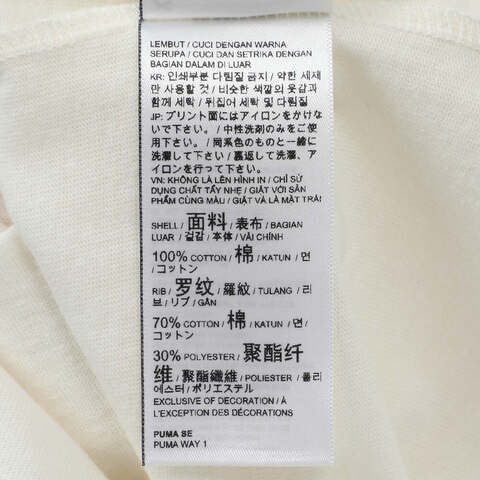 LEMBUT / CUCI DENGAN WARNA
SERUPA / CUCI DAN SETRIKA DENGAN
BAGIAN DALAM DI LUAR
KR: 인쇄부분 다림질 금지 / 약한 세제
만 사용할 것 / 비슷한 색깔의 옷감과
함께 세탁 / 뒤집어 세탁 및 다림질
JP: プリント面にはアイロンをかけな
いで下さい。/ 中性洗剤のみをご使
用下さい。/ 同系色のものと一緒に
洗濯して下さい / 裏返して洗濯、ア
イロンを行って下さい。
VN: KHÔNG LÀ LÊN HÌNH IN / CHỈ SỬ
DỤNG CHẤT TẨY NHẸ / GIẶT VỚI SẢN
PHẨM CÙNG MÀU / GIẶT VÀ LÀ MẶT TRÁI
SHELL / 面料 / 表布 / BAGIAN
LUAR / 겉감 / 本体 / VẢI CHÍNH
100% COTTON / 棉 / KATUN / 면
/ コットン
RIB / 罗纹 / 羅紋 / TULANG / 리
브 / リブ / GÂN
70% COTTON / 棉 / KATUN / 면 /
コットン
30% POLYESTER / 聚酯纤
维 / 聚酯纖維 / POLIESTER / 폴리
에스터 / ポリエステル
EXCLUSIVE OF DECORATION / À
L'EXCEPTION DES DÉCORATIONS
PUMA SE
PUMA WAY 1